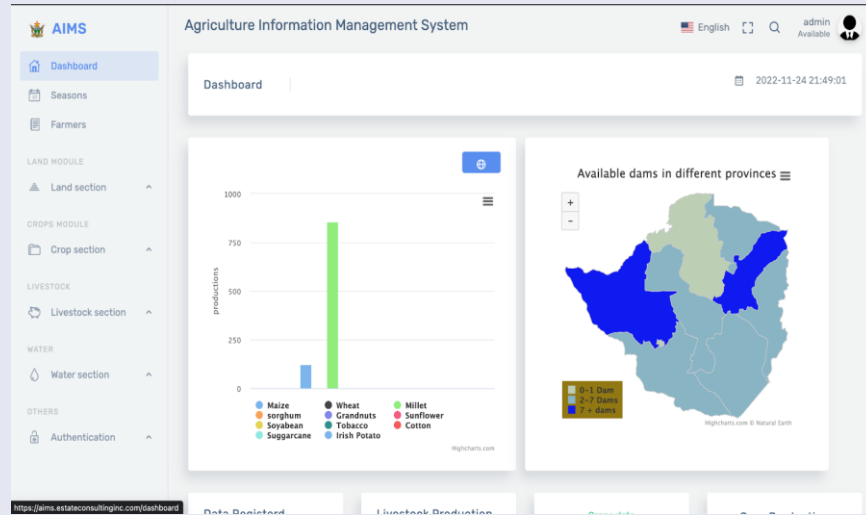 AIMS
Agriculture Information Management System
English
admin
Available
Dashboard
Seasons
Farmers
LAND MODULE
Land section
CROPS MODULE
Crop section
LIVESTOCK
Livestock section
WATER
Water section
OTHERS
Authentication
Dashboard
2022-11-24 21:49:01
1000
750
500
250
0
productions
Maize Wheat Millet
sorghum Grandnuts Sunflower
Soyabean Tobacco Cotton
Suggarcane Irish Potato
Highcharts.com
Available dams in different provinces
+
-
0-1 Dam
2-7 Dams
7 + dams
Highcharts.com © Natural Earth
https://aims.estateconsultinginc.com/dashboard
Data Registerd
Livestock Production